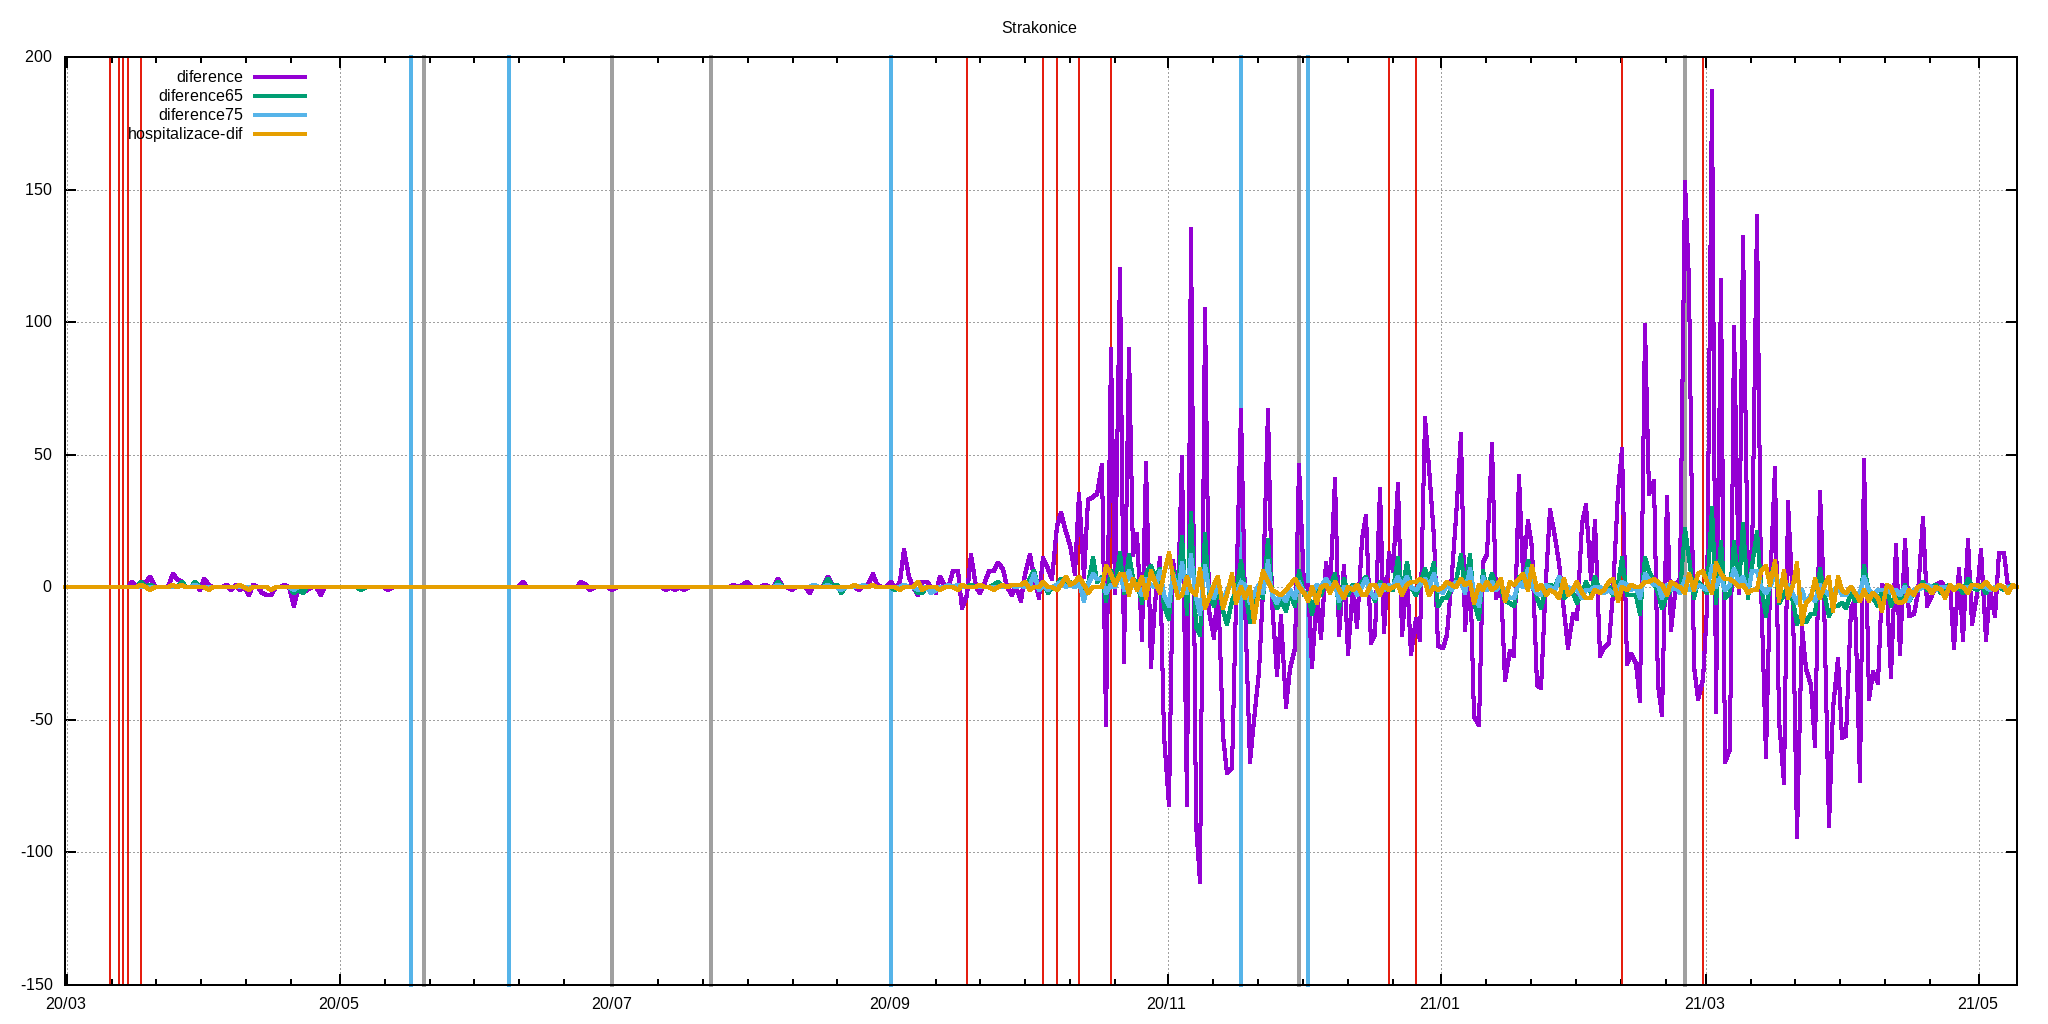 Strakonice
200
150
100
50
0
-50
-100
-150
diference
diference65
diference75
hospitalizace-dif
20/03 20/05 20/07 20/09 20/11 21/01 21/03 21/05